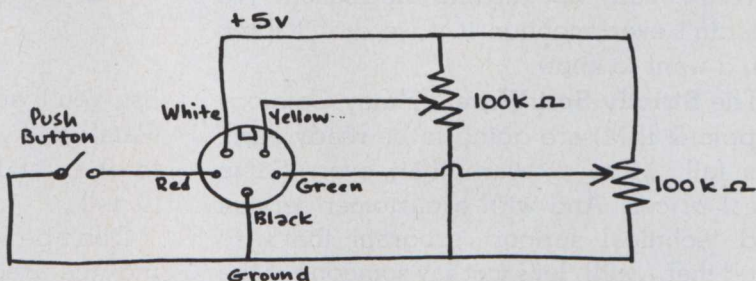 +5v
White
Yellow
100k Ω
Push
Button
Red
Green
100k Ω
Black
Ground